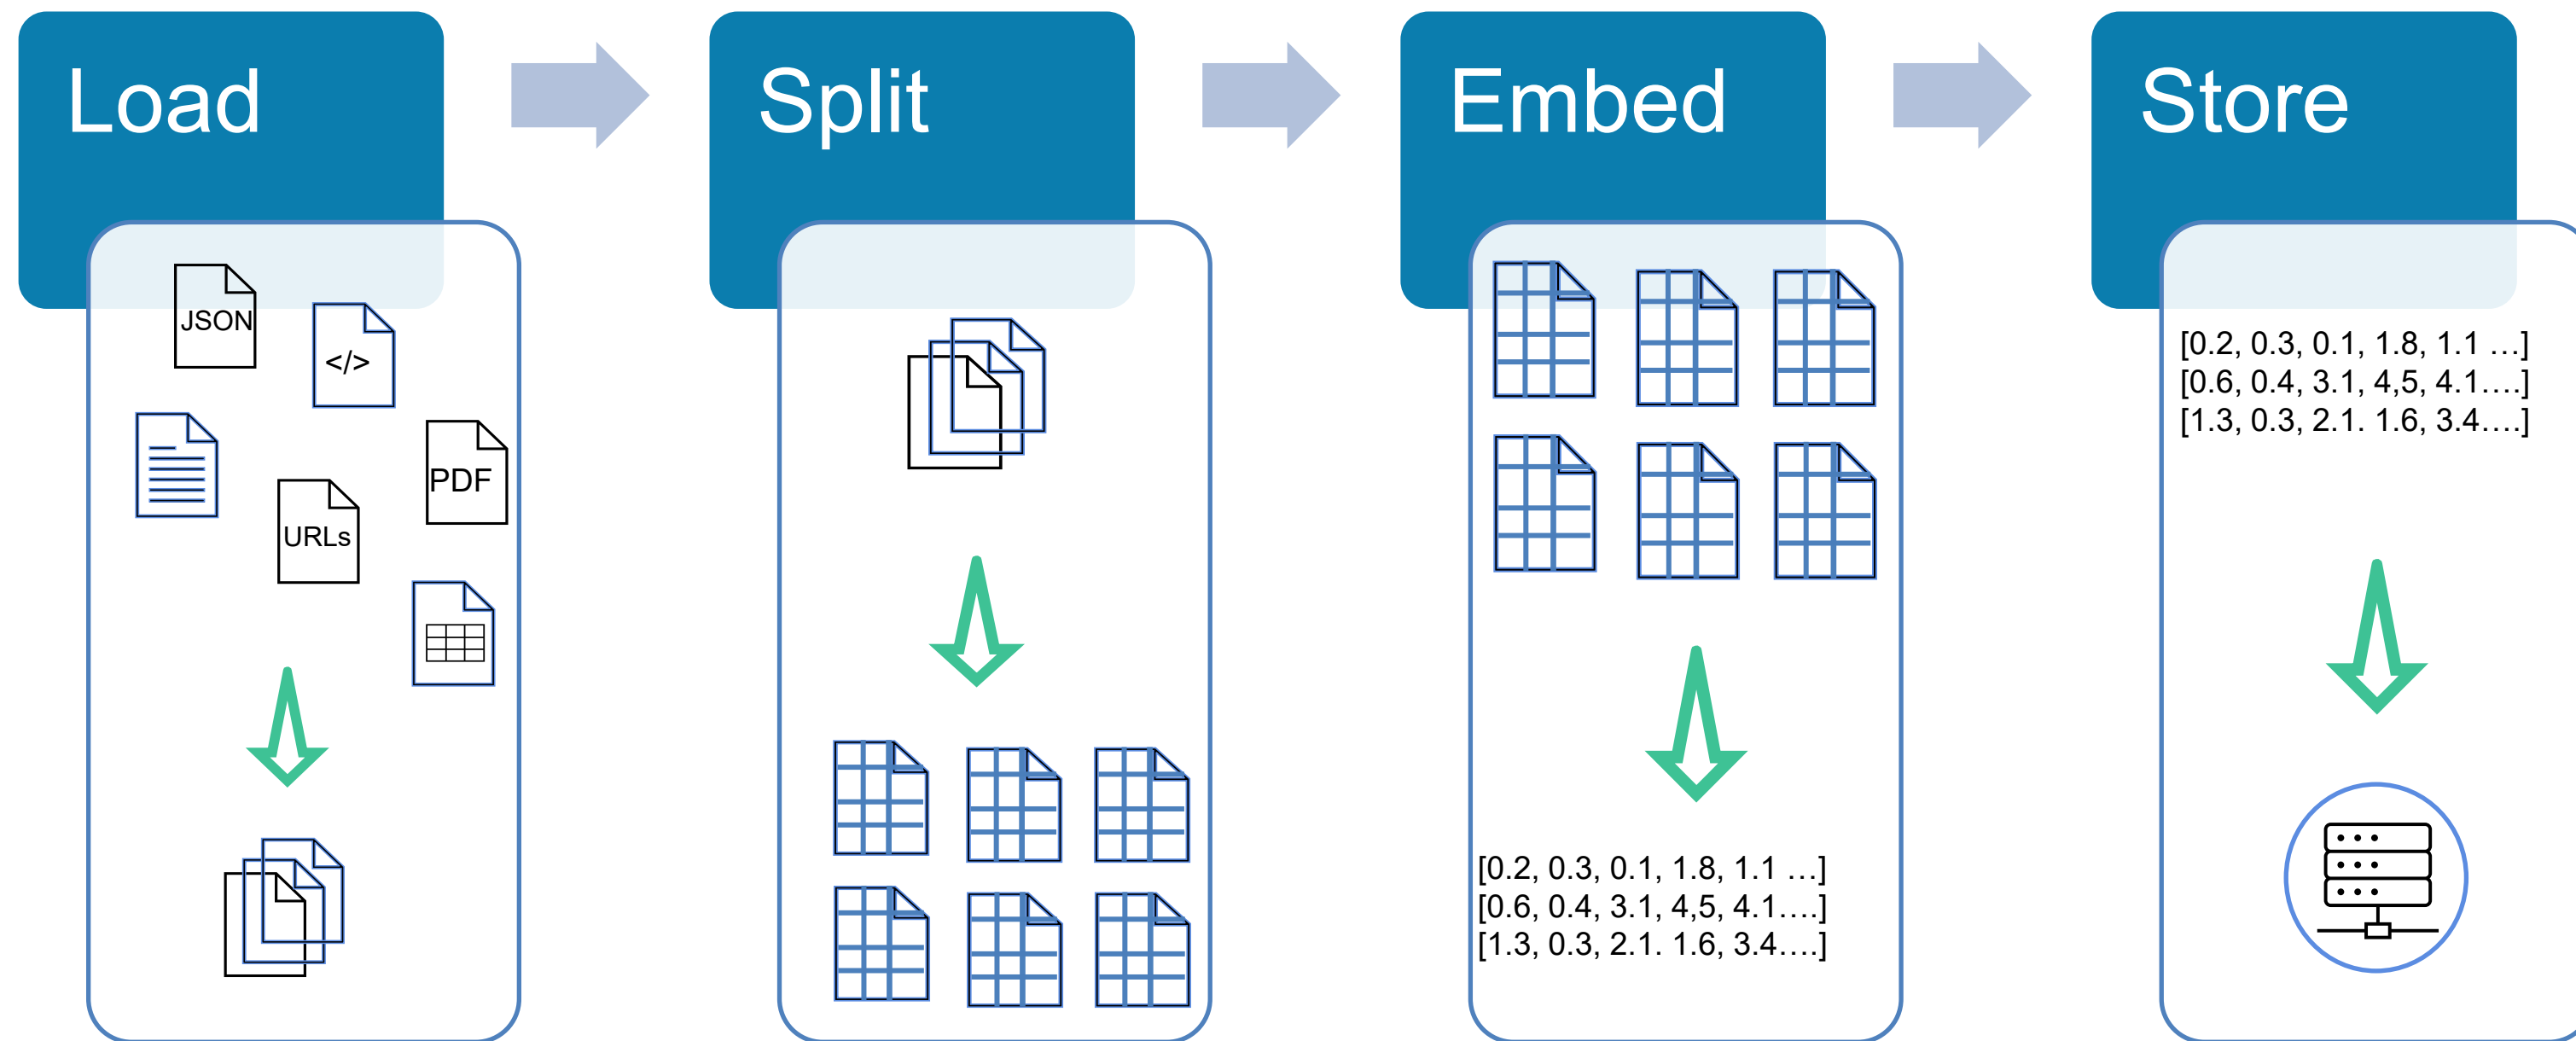 Load
Split
Embed
Store
JSON
</>
PDF
URLs
[0.2, 0.3, 0.1, 1.8, 1.1 …]
[0.6, 0.4, 3.1, 4,5, 4.1….]
[1.3, 0.3, 2.1. 1.6, 3.4….]
[0.2, 0.3, 0.1, 1.8, 1.1 …]
[0.6, 0.4, 3.1, 4,5, 4.1….]
[1.3, 0.3, 2.1. 1.6, 3.4….]